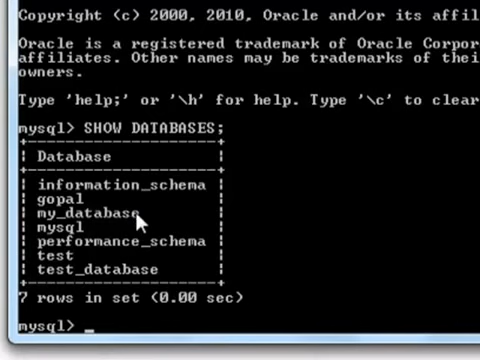 Copyright (c) 2000, 2010, Oracle and/or its affil
Oracle is a registered trademark of Oracle Corpor
affiliates. Other names may be trademarks of thei
owners.
Type 'help;' or '\h' for help. Type '\c' to clear
mysql> SHOW DATABASES;
+--------------------+
| Database           |
+--------------------+
| information_schema |
| gopal              |
| my_database        |
| mysql              |
| performance_schema |
| test               |
| test_database      |
+--------------------+
7 rows in set (0.00 sec)
mysql> _